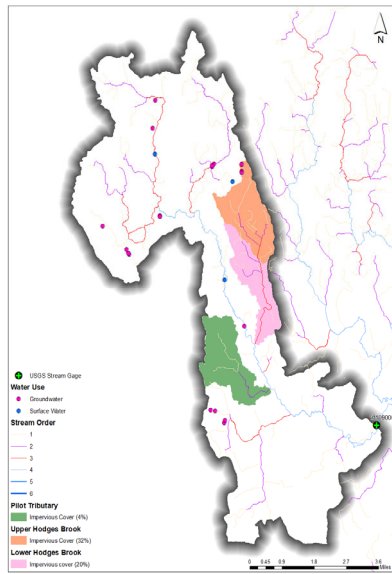 N
USGS Stream Gage
Water Use
Groundwater
Surface Water
Stream Order
1
2
3
4
5
6
Pilot Tributary
Impervious Cover (4%)
Upper Hodges Brook
Impervious Cover (32%)
Lower Hodges Brook
Impervious cover (20%)
0 0.45 0.9 1.8 2.7 3.6
Miles